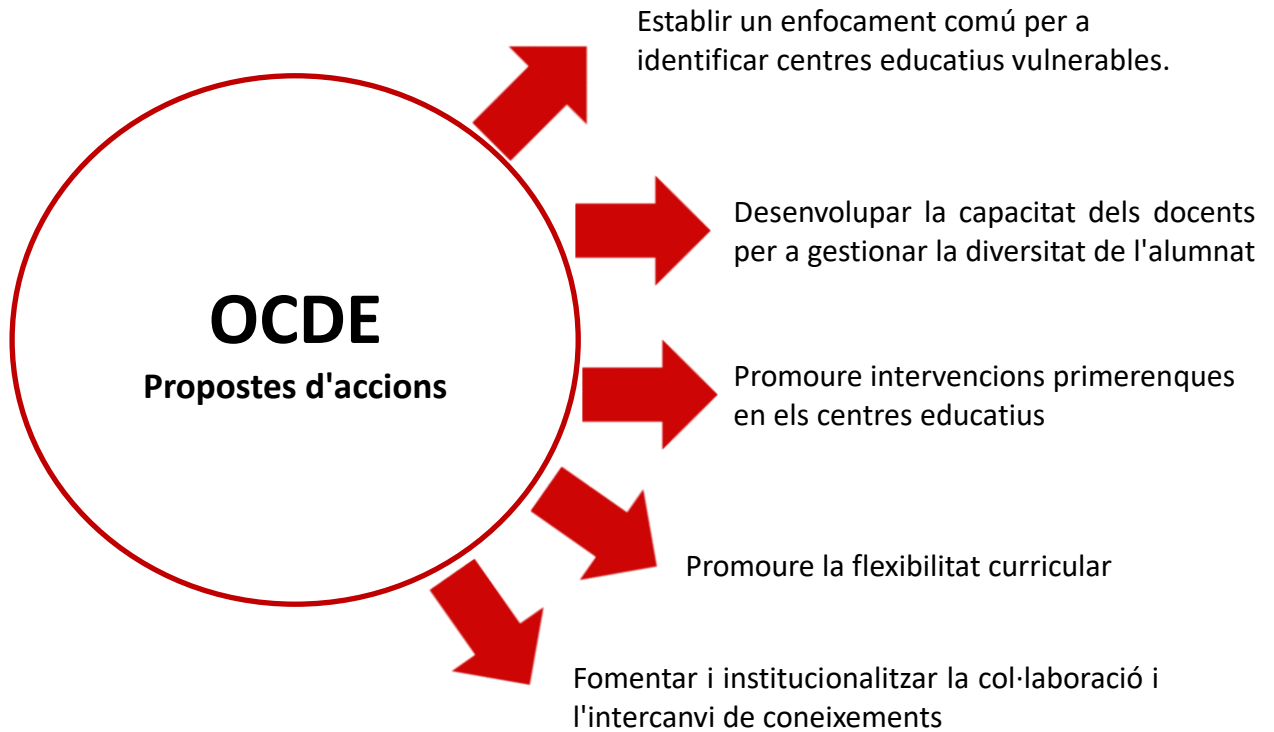 Establir un enfocament comú per a
identificar centres educatius vulnerables.
Desenvolupar la capacitat dels docents
per a gestionar la diversitat de l'alumnat
OCDE
Propostes d'accions
Promoure intervencions primerenques
en els centres educatius
Promoure la flexibilitat curricular
Fomentar i institucionalitzar la col·laboració i
l'intercanvi de coneixements